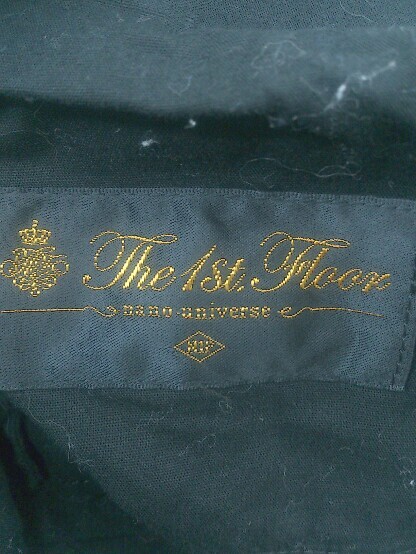 The 1st. Floor
nano·universe